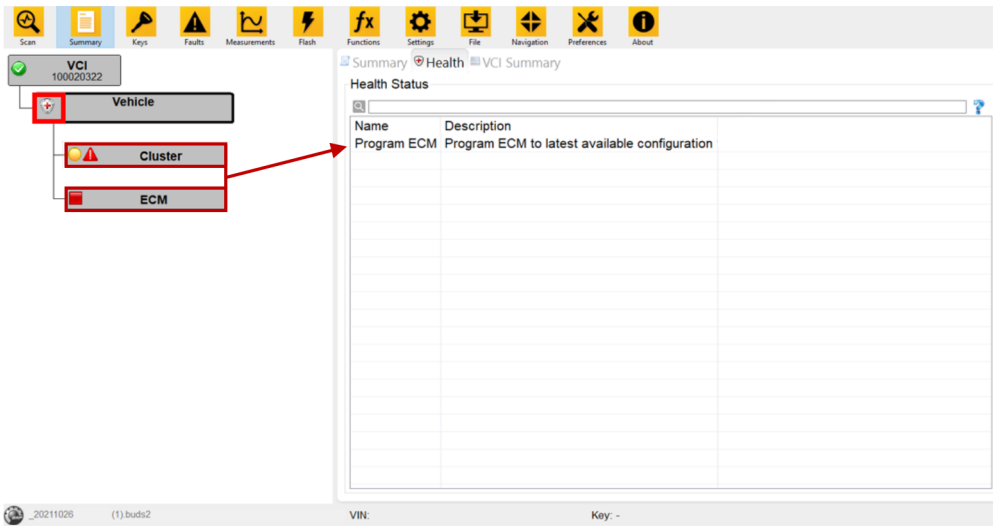 Scan Summary Keys Faults Measurements Flash Functions Settings File Navigation Preferences About
VCI
100020322
Vehicle
Cluster
ECM
Summary Health VCI Summary
Health Status
Name Description
Program ECM Program ECM to latest available configuration
_20211026 (1).buds2 VIN: Key: -